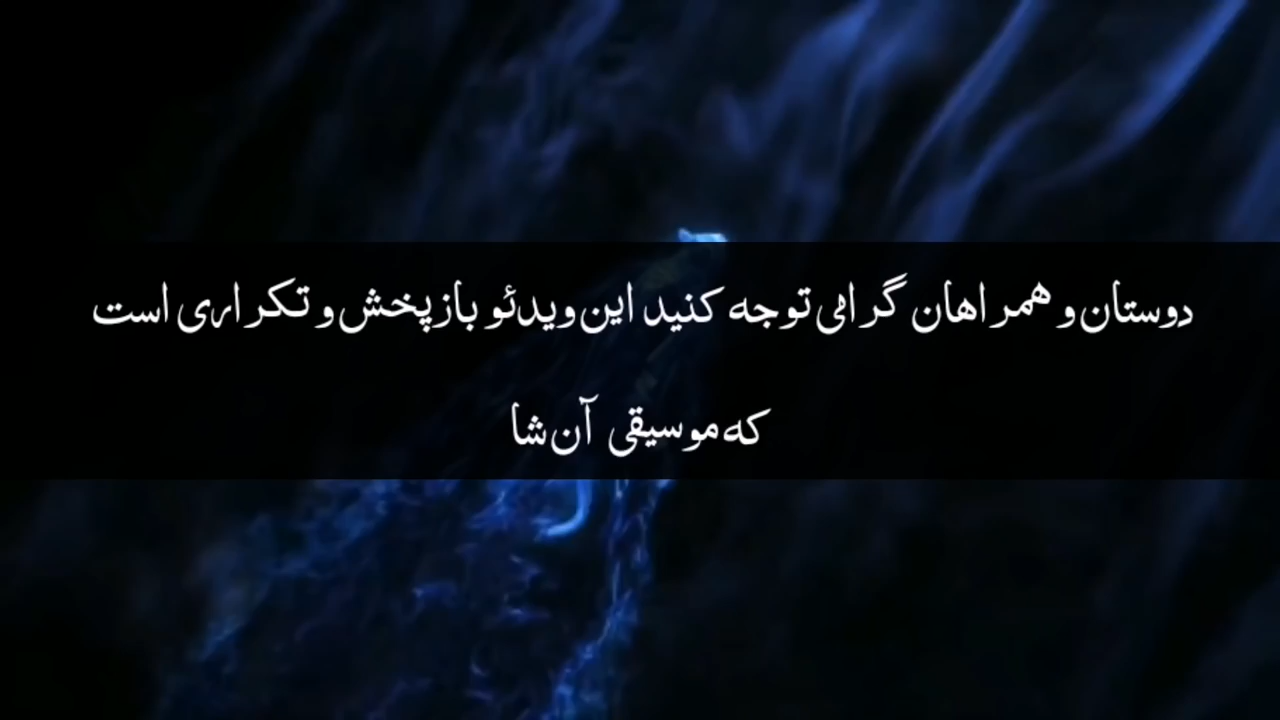 دوستان و همراهان گرامی توجه کنید این ویدئو بازپخش و تکراری است
که موسیقی آن شا